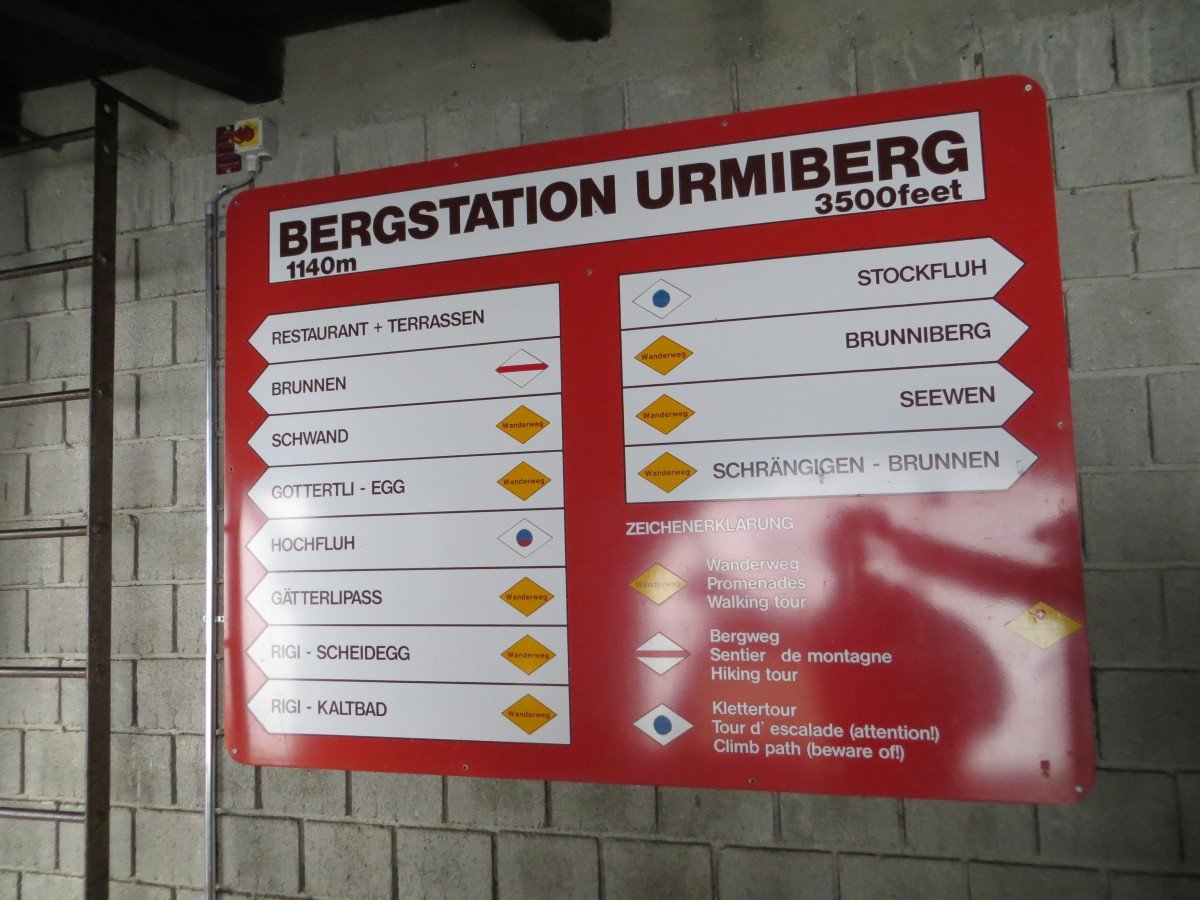 BERGSTATION URMIBERG
1140m
3500feet
RESTAURANT + TERRASSEN
BRUNNEN
SCHWAND
Wanderweg
GOTTERTLI - EGG
Wanderweg
HOCHFLUH
GÄTTERLIPASS
Wanderweg
RIGI - SCHEIDEGG
Wanderweg
RIGI - KALTBAD
Wanderweg
STOCKFLUH
Wanderweg
BRUNNIBERG
Wanderweg
SEEWEN
Wanderweg
SCHRÄNGIGEN - BRUNNEN
ZEICHENERKLÄRUNG
Wanderweg
Wanderweg
Promenades
Walking tour
Bergweg
Sentier de montagne
Hiking tour
Klettertour
Tour d' escalade (attention!)
Climb path (beware of!)